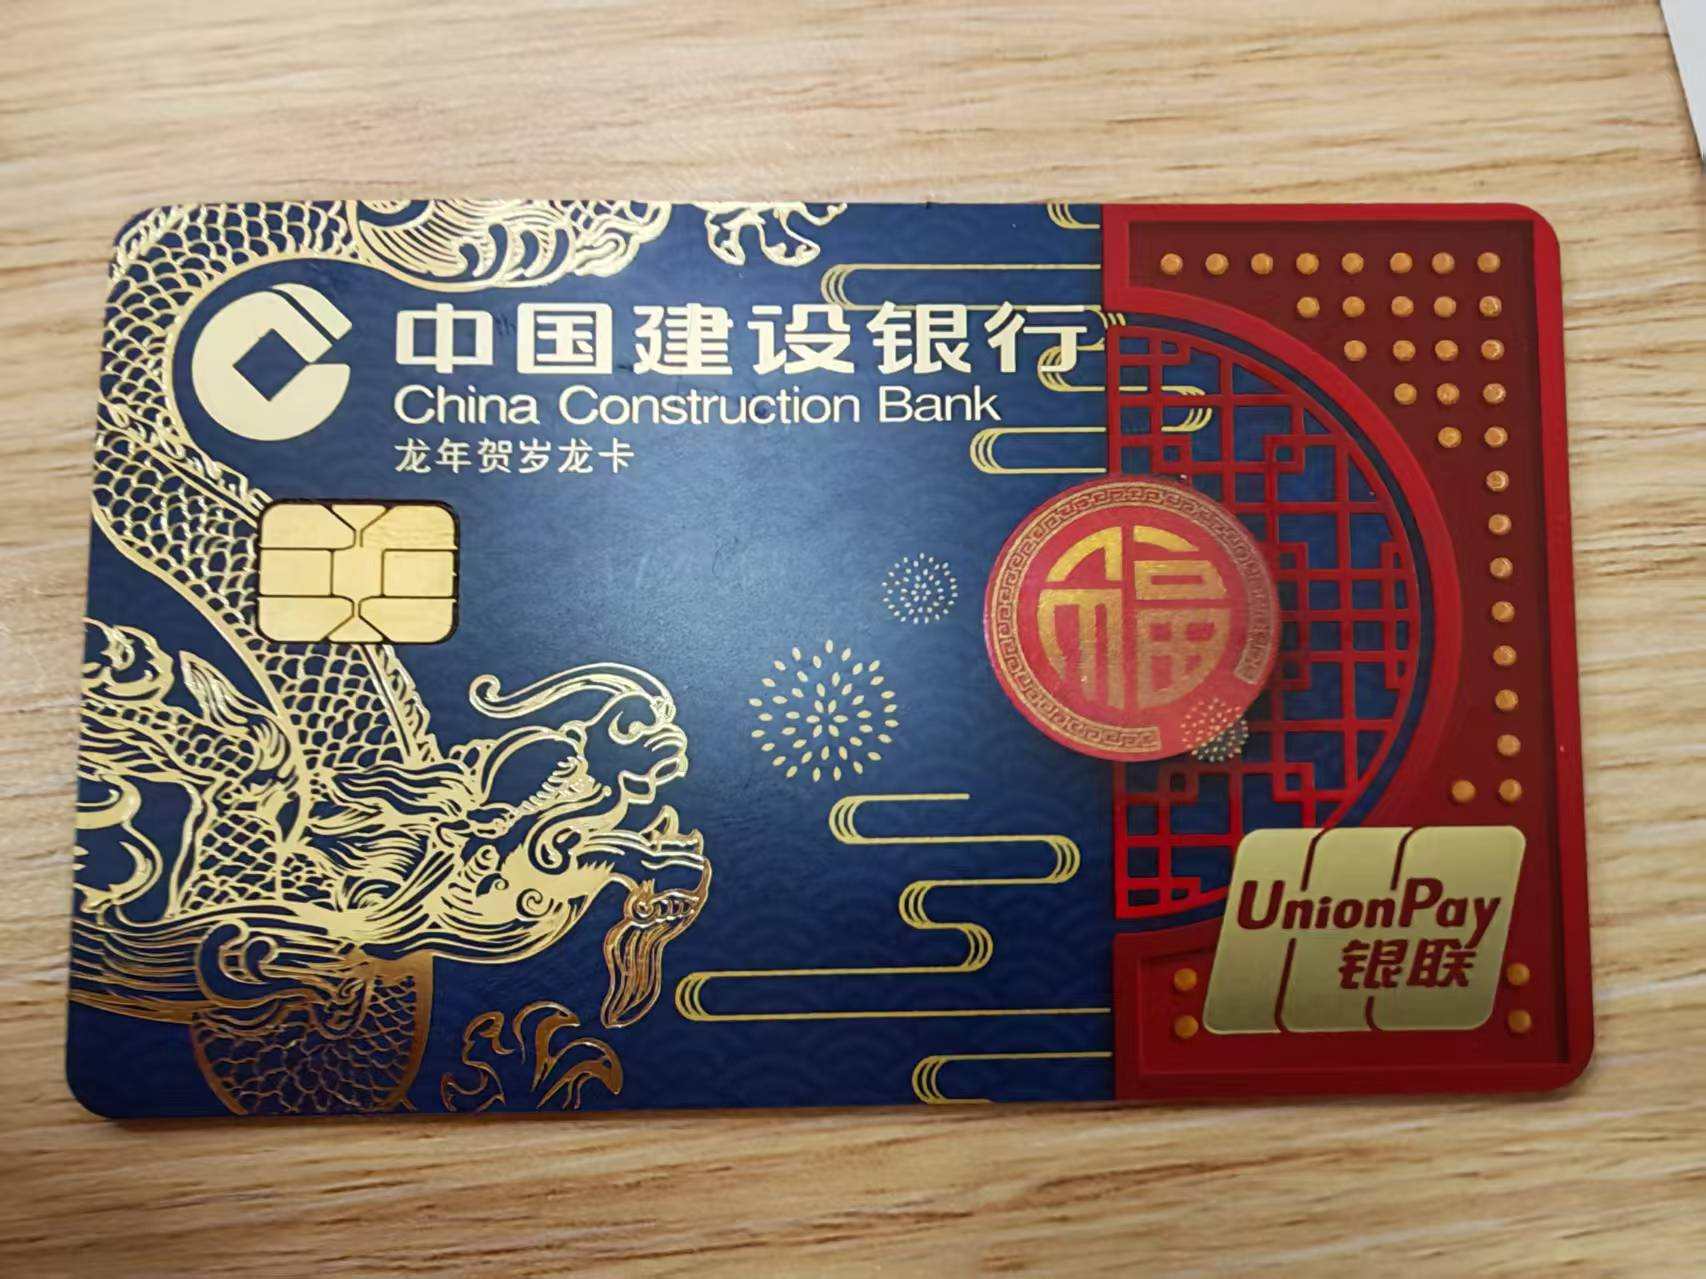 中国建设银行
China Construction Bank
龙年贺岁龙卡
福
UnionPay
银联